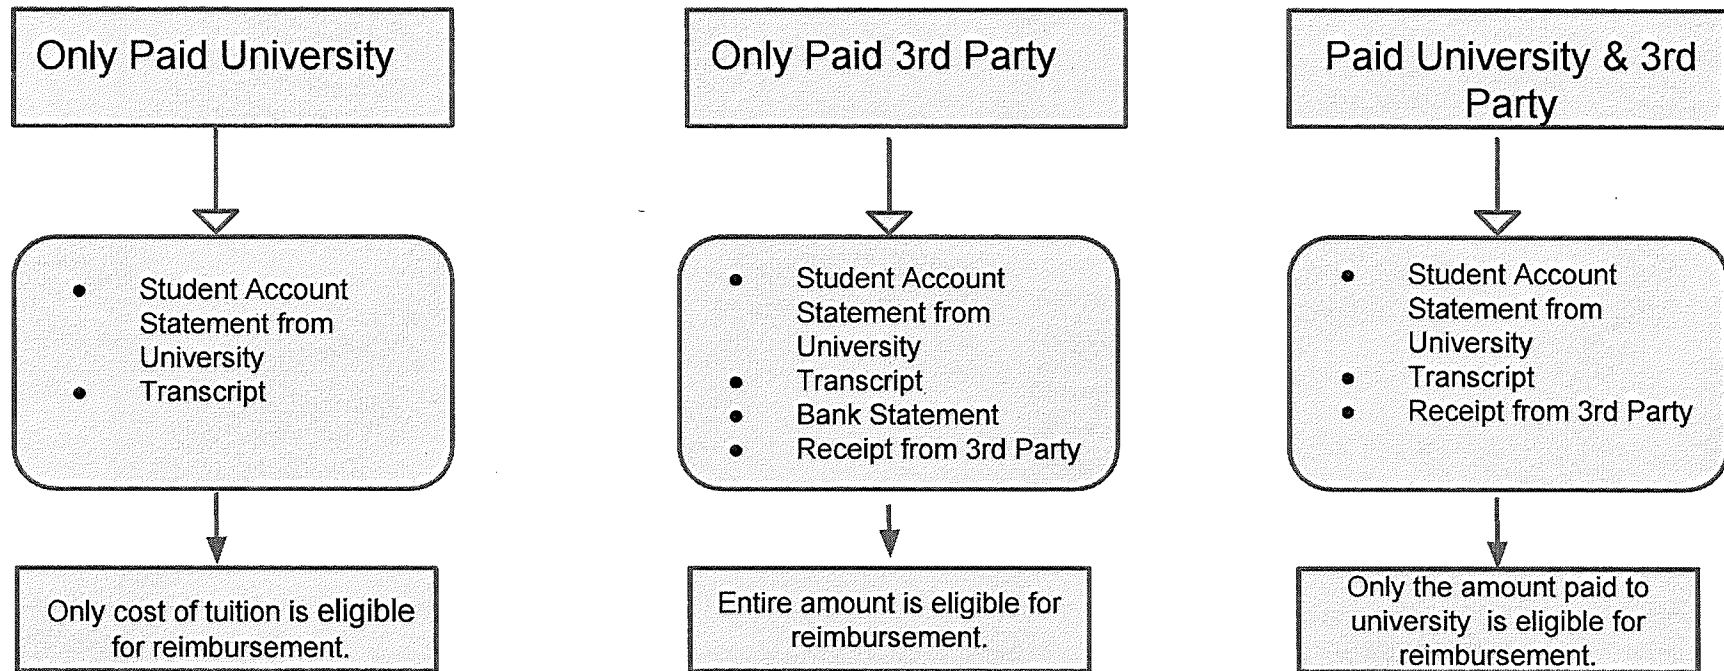 Only Paid University
• Student Account
Statement from
University
• Transcript
Only cost of tuition is eligible
for reimbursement.
Only Paid 3rd Party
• Student Account
Statement from
University
• Transcript
• Bank Statement
• Receipt from 3rd Party
Entire amount is eligible for
reimbursement.
Paid University & 3rd
Party
• Student Account
Statement from
University
• Transcript
• Receipt from 3rd Party
Only the amount paid to
university is eligible for
reimbursement.